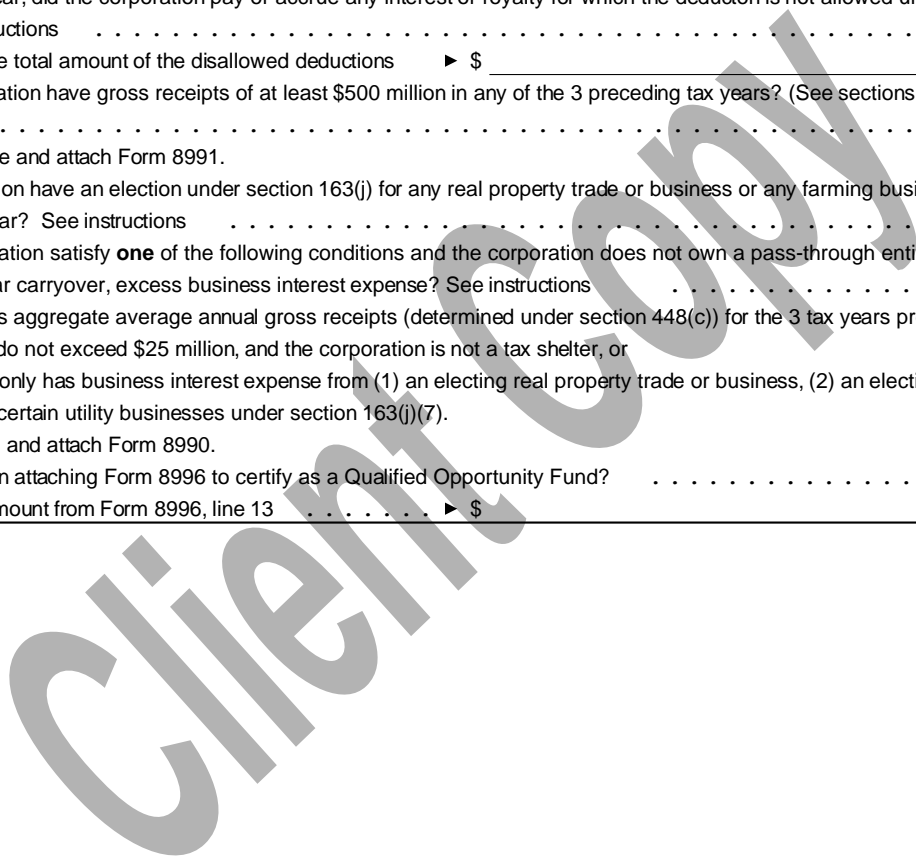 ear, did the corporation pay or accrue any interest or royalty for which the deducton is not allowed u
uctions . . . . . . . . . . . . . . . . . . . . . . . . . . . . . . . . . . . .
e total amount of the disallowed deductions ▶ $
ation have gross receipts of at least $500 million in any of the 3 preceding tax years? (See sections
. . . . . . . . . . . . . . . . . . . . . . . . . . . . . . . . . . . . . . . .
e and attach Form 8991.
on have an election under section 163(j) for any real property trade or business or any farming busi
ar? See instructions . . . . . . . . . . . . . . . . . . . . . . . . . . . . . .
ation satisfy one of the following conditions and the corporation does not own a pass-through enti
ar carryover, excess business interest expense? See instructions . . . . . . . . . . .
s aggregate average annual gross receipts (determined under section 448(c)) for the 3 tax years pr
do not exceed $25 million, and the corporation is not a tax shelter, or
only has business interest expense from (1) an electing real property trade or business, (2) an electi
certain utility businesses under section 163(j)(7).
and attach Form 8990.
n attaching Form 8996 to certify as a Qualified Opportunity Fund? . . . . . . . . . . . .
mount from Form 8996, line 13 . . . . . . . ▶ $
Client Copy